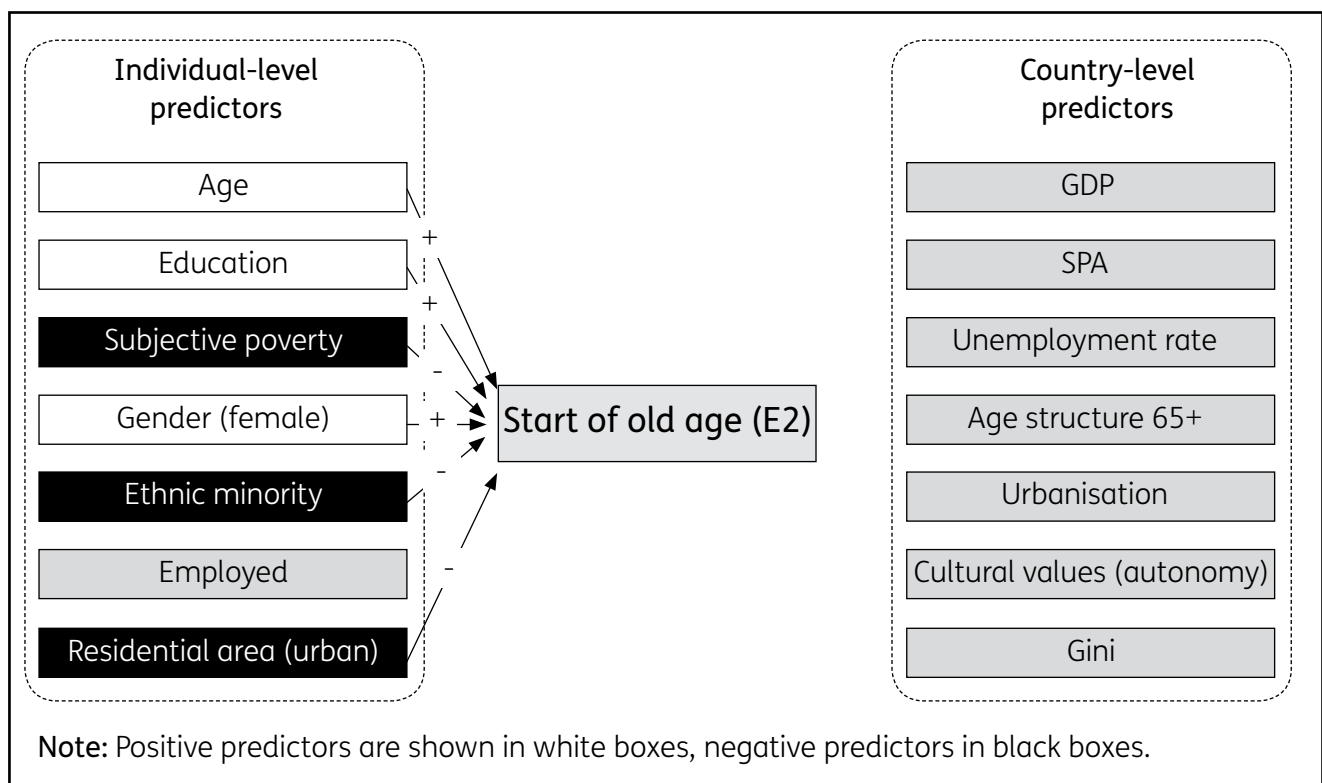 Individual-level
predictors
Age
Education
Subjective poverty
Gender (female)
Ethnic minority
Employed
Residential area (urban)
+
+
-
+
-
-
Start of old age (E2)
Country-level
predictors
GDP
SPA
Unemployment rate
Age structure 65+
Urbanisation
Cultural values (autonomy)
Gini
Note: Positive predictors are shown in white boxes, negative predictors in black boxes.